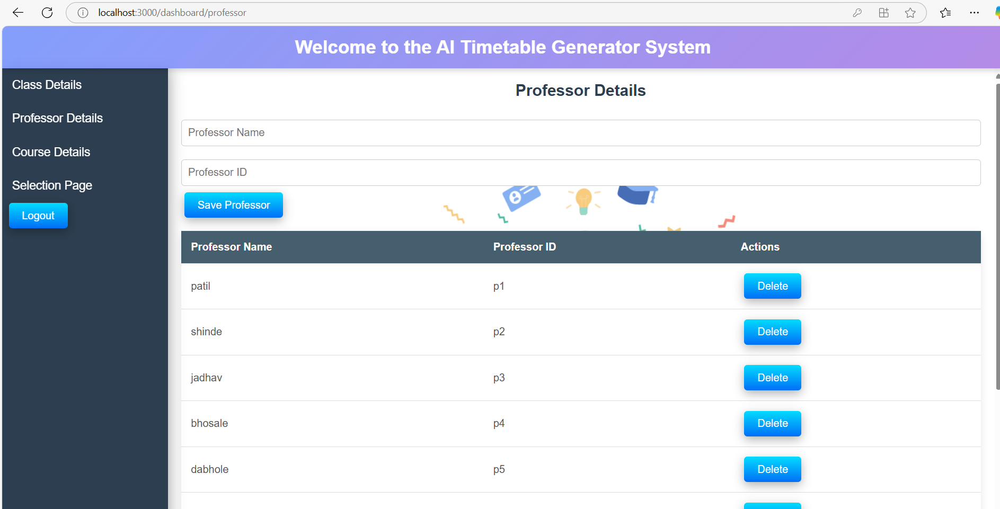 localhost:3000/dashboard/professor
Welcome to the AI Timetable Generator System
Class Details
Professor Details
Course Details
Selection Page
Logout
Professor Details
Professor Name
Professor ID
Save Professor
Professor Name Professor ID Actions
patil p1 Delete
shinde p2 Delete
jadhav p3 Delete
bhosale p4 Delete
dabhole p5 Delete